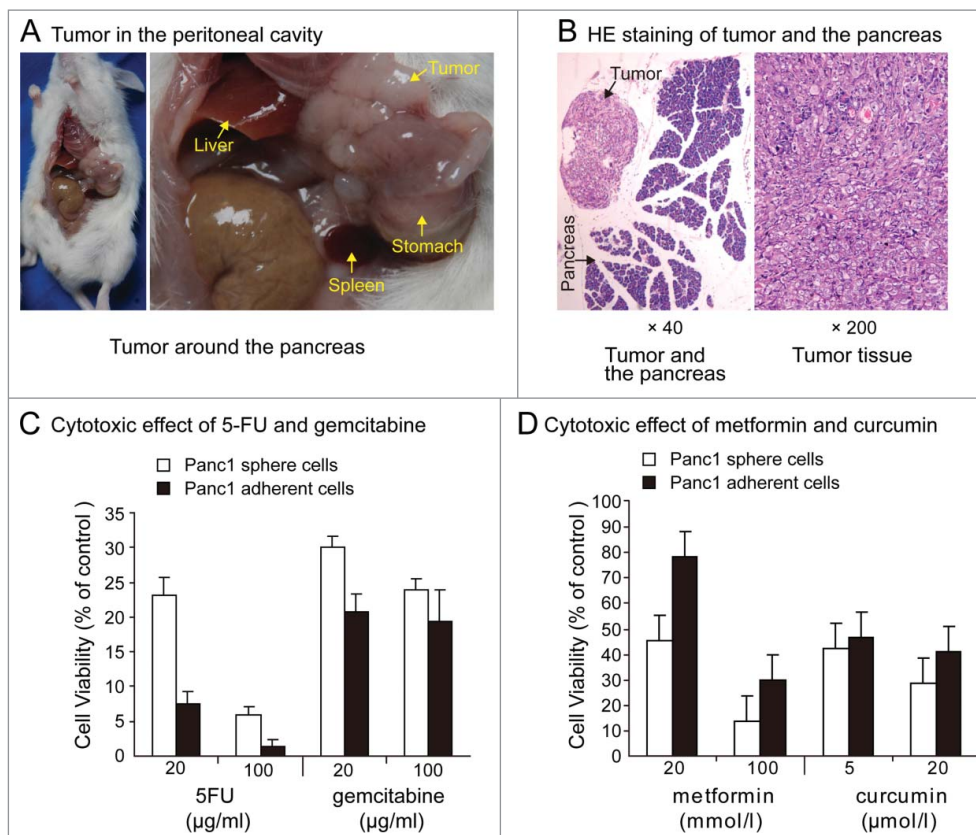 A Tumor in the peritoneal cavity
Tumor
Liver
Stomach
Spleen
Tumor around the pancreas
B HE staining of tumor and the pancreas
Tumor
Pancreas
× 40
Tumor and
the pancreas
× 200
Tumor tissue
C Cytotoxic effect of 5-FU and gemcitabine
Panc1 sphere cells
Panc1 adherent cells
Cell Viability (% of control )
35
30
25
20
15
10
5
0
20 100 20 100
5FU gemcitabine
(µg/ml) (µg/ml)
D Cytotoxic effect of metformin and curcumin
Panc1 sphere cells
Panc1 adherent cells
Cell Viability (% of control )
100
90
80
70
60
50
40
30
20
10
0
20 100 5 20
metformin curcumin
(mmol/l) (µmol/l)